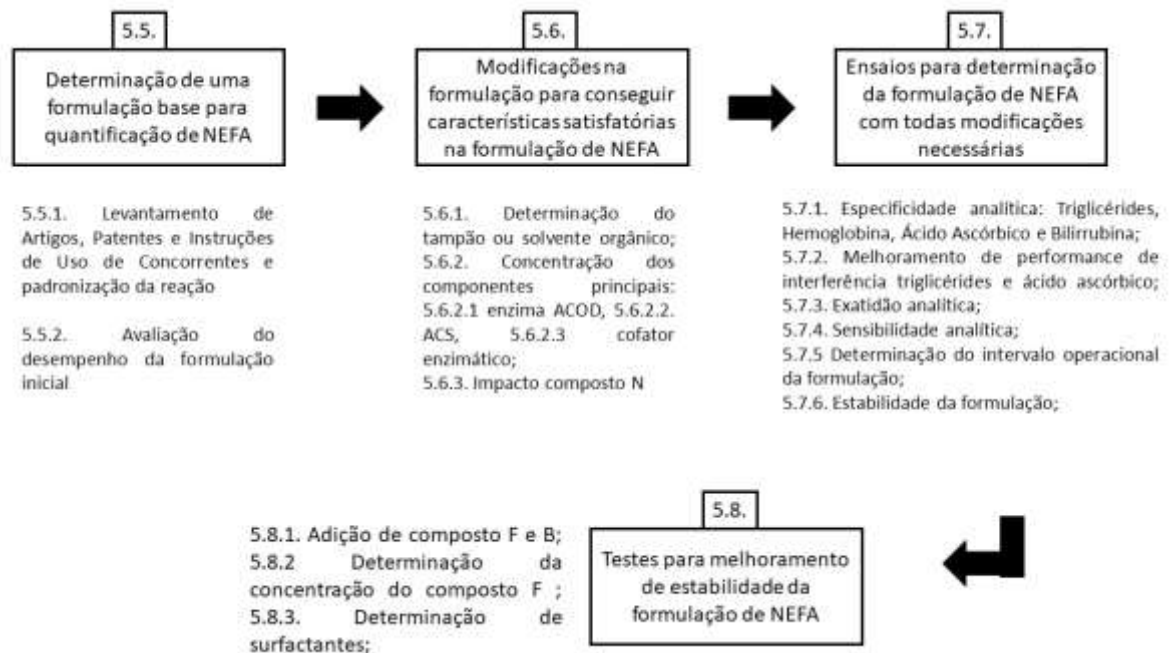 5.5.
Determinação de uma
formulação base para
quantificação de NEFA
5.5.1. Levantamento de
Artigos, Patentes e Instruções
de Uso de Concorrentes e
padronização da reação
5.5.2. Avaliação do
desempenho da formulação
inicial
5.6.
Modificações na
formulação para conseguir
características satisfatórias
na formulação de NEFA
5.6.1. Determinação do
tampão ou solvente orgânico;
5.6.2. Concentração dos
componentes principais:
5.6.2.1 enzima ACOD, 5.6.2.2.
ACS, 5.6.2.3 cofator
enzimático;
5.6.3. Impacto composto N
5.7.
Ensaios para determinação
da formulação de NEFA
com todas modificações
necessárias
5.7.1. Especificidade analítica: Triglicérides,
Hemoglobina, Ácido Ascórbico e Bilirrubina;
5.7.2. Melhoramento de performance de
interferência triglicérides e ácido ascórbico;
5.7.3. Exatidão analítica;
5.7.4. Sensibilidade analítica;
5.7.5 Determinação do intervalo operacional
da formulação;
5.7.6. Estabilidade da formulação;
5.8.
Testes para melhoramento
de estabilidade da
formulação de NEFA
5.8.1. Adição de composto F e B;
5.8.2 Determinação da
concentração do composto F ;
5.8.3. Determinação de
surfactantes;